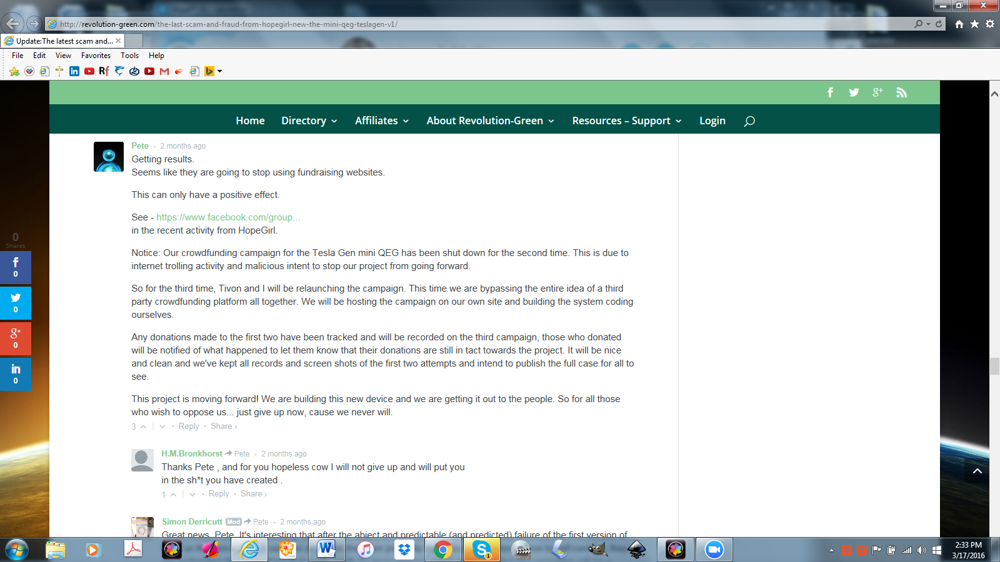 http://revolution-green.com/the-last-scam-and-fraud-from-hopegirl-new-the-mini-qeg-teslagen-v1/
Update:The latest scam and...
File Edit View Favorites Tools Help
Home Directory Affiliates About Revolution-Green Resources – Support Login
Pete • 2 months ago
Getting results.
Seems like they are going to stop using fundraising websites.
This can only have a positive effect.
See - https://www.facebook.com/group...
in the recent activity from HopeGirl.
Notice: Our crowdfunding campaign for the Tesla Gen mini QEG has been shut down for the second time. This is due to
internet trolling activity and malicious intent to stop our project from going forward.
So for the third time, Tivon and I will be relaunching the campaign. This time we are bypassing the entire idea of a third
party crowdfunding platform all together. We will be hosting the campaign on our own site and building the system coding
ourselves.
Any donations made to the first two have been tracked and will be recorded on the third campaign, those who donated
will be notified of what happened to let them know that their donations are still in tact towards the project. It will be nice
and clean and we've kept all records and screen shots of the first two attempts and intend to publish the full case for all to
see.
This project is moving forward! We are building this new device and we are getting it out to the people. So for all those
who wish to oppose us... just give up now, cause we never will.
3 • Reply • Share ›
H.M.Bronkhorst Pete • 2 months ago
Thanks Pete , and for you hopeless cow I will not give up and will put you
in the sh*t you have created .
1 • Reply • Share ›
Simon Derricutt Mod Pete • 2 months ago
Great news, Pete. It's interesting that after the abject and predictable (and predicted) failure of the first version of
0
Shares
f
0
0
g+
0
in
0
2:33 PM
3/17/2016